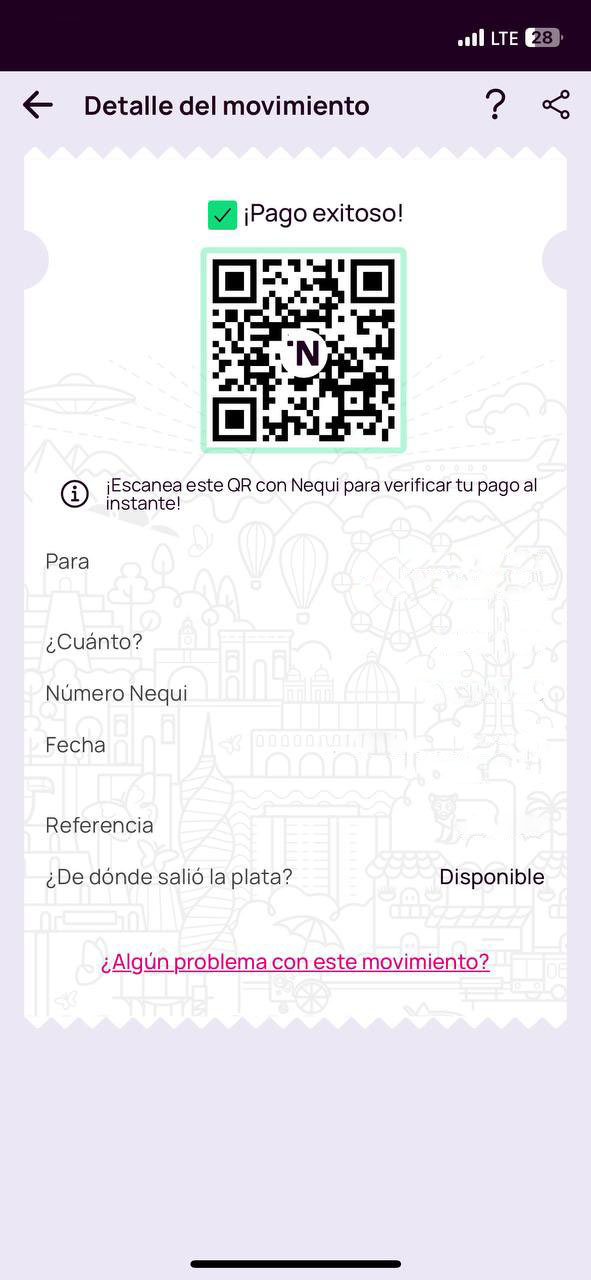 LTE 28
Detalle del movimiento
¡Pago exitoso!
N
¡Escanea este QR con Nequi para verificar tu pago al
instante!
Para
¿Cuánto?
Número Nequi
Fecha
Referencia
¿De dónde salió la plata? Disponible
¿Algún problema con este movimiento?